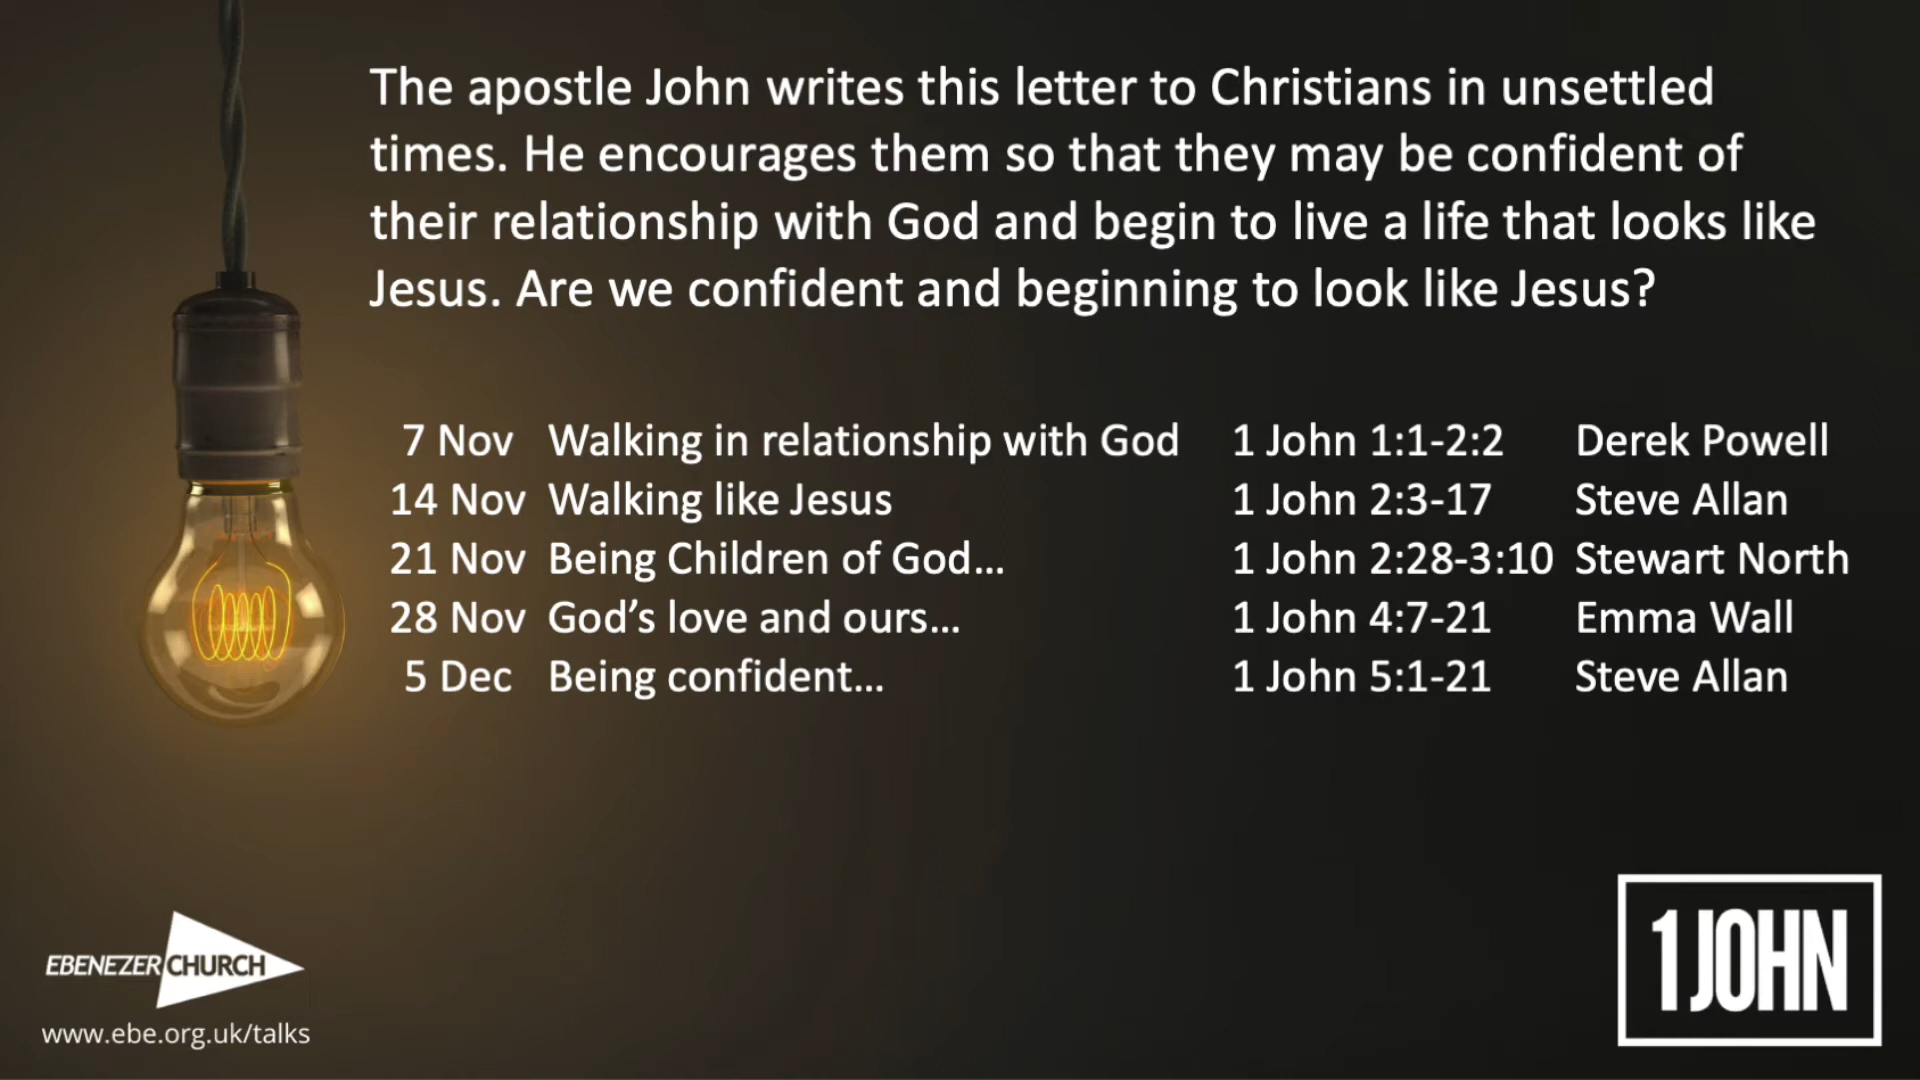 The apostle John writes this letter to Christians in unsettled
times. He encourages them so that they may be confident of
their relationship with God and begin to live a life that looks like
Jesus. Are we confident and beginning to look like Jesus?
7 Nov Walking in relationship with God 1 John 1:1-2:2 Derek Powell
14 Nov Walking like Jesus 1 John 2:3-17 Steve Allan
21 Nov Being Children of God... 1 John 2:28-3:10 Stewart North
28 Nov God’s love and ours... 1 John 4:7-21 Emma Wall
5 Dec Being confident... 1 John 5:1-21 Steve Allan
EBENEZER CHURCH
www.ebe.org.uk/talks
1 JOHN